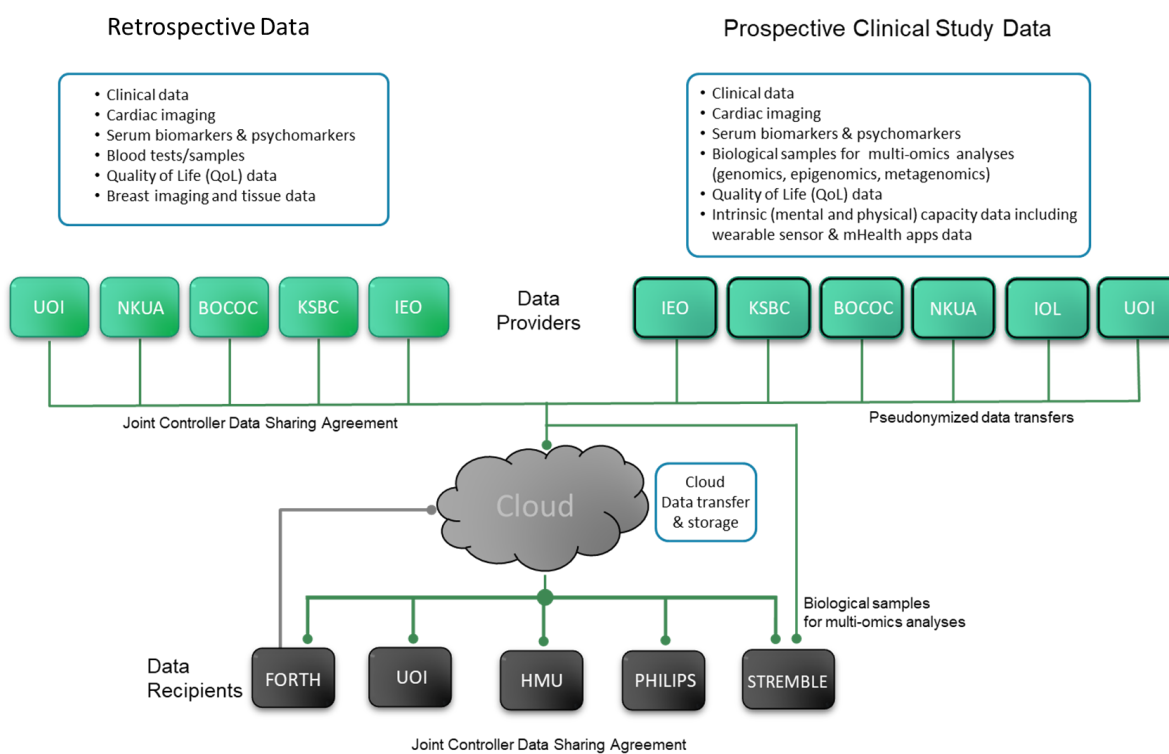 Retrospective Data
Prospective Clinical Study Data
• Clinical data
• Cardiac imaging
• Serum biomarkers & psychomarkers
• Blood tests/samples
• Quality of Life (QoL) data
• Breast imaging and tissue data
• Clinical data
• Cardiac imaging
• Serum biomarkers & psychomarkers
• Biological samples for multi-omics analyses
(genomics, epigenomics, metagenomics)
• Quality of Life (QoL) data
• Intrinsic (mental and physical) capacity data including
wearable sensor & mHealth apps data
UOI
NKUA
BOCOC
KSBC
IEO
Data
Providers
IEO
KSBC
BOCOC
NKUA
IOL
UOI
Joint Controller Data Sharing Agreement
Pseudonymized data transfers
Cloud
Cloud
Data transfer
& storage
Biological samples
for multi-omics analyses
Data
Recipients
FORTH
UOI
HMU
PHILIPS
STREMBLE
Joint Controller Data Sharing Agreement